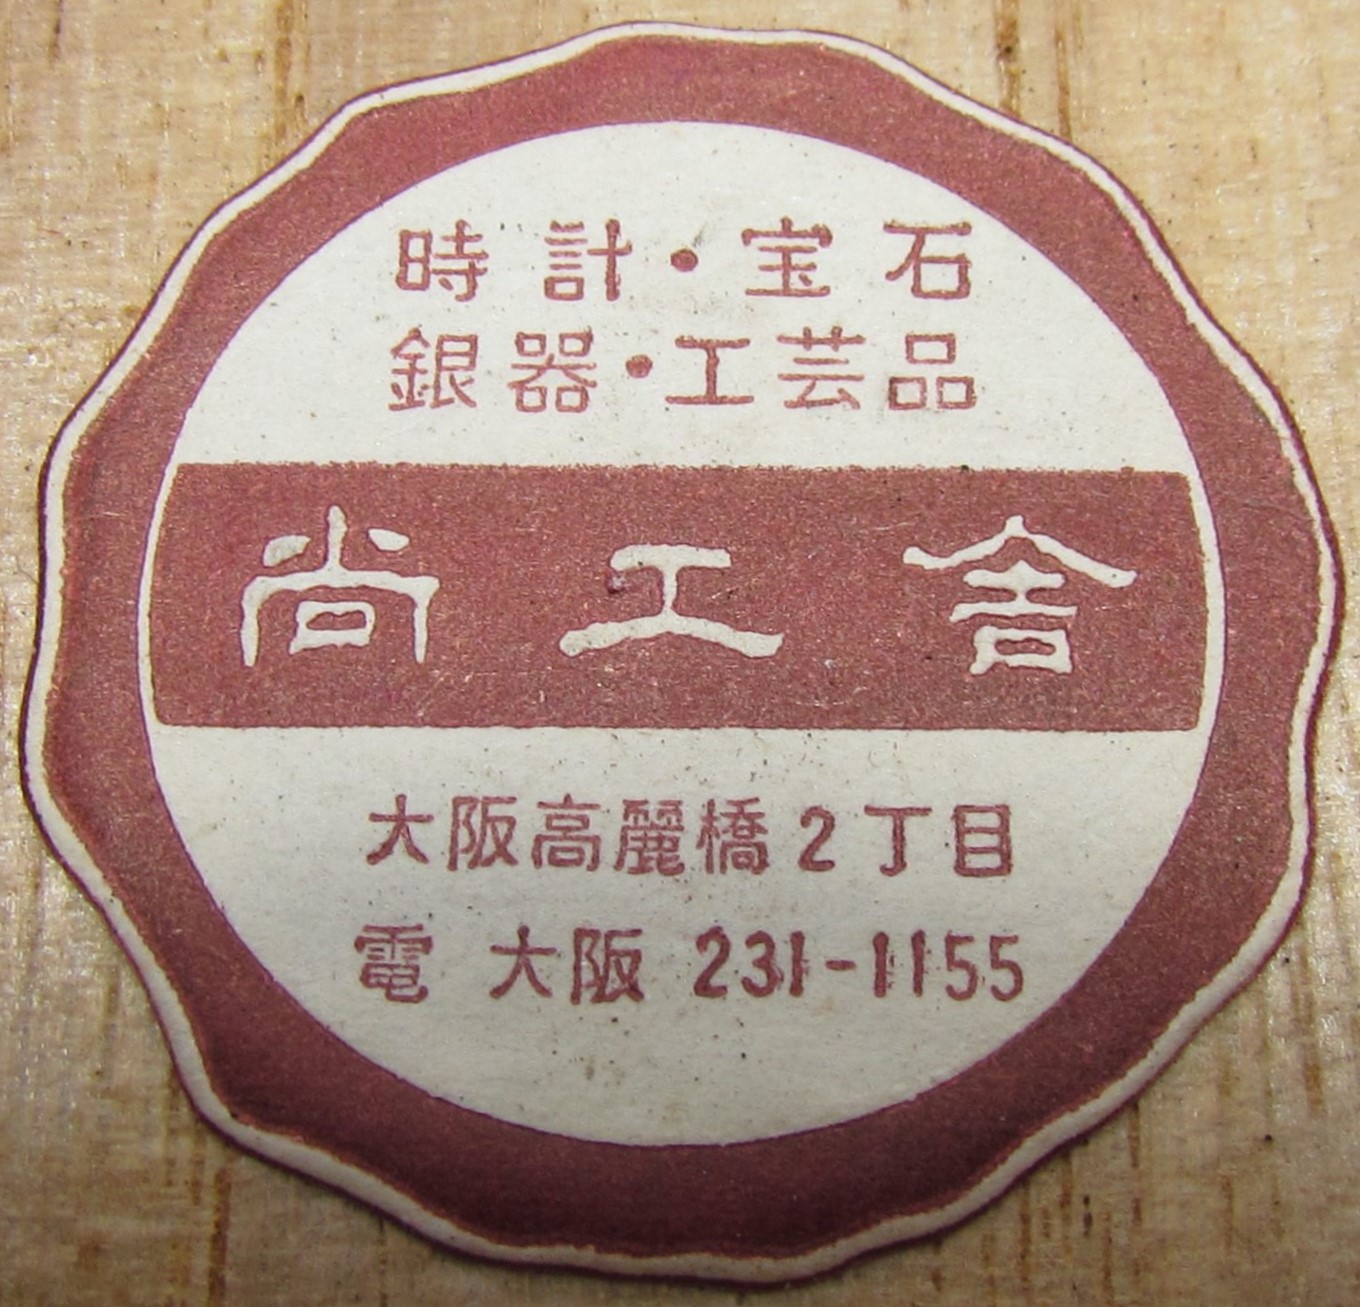 時計・宝石
銀器・工芸品
尚工舎
大阪高麗橋2丁目
電 大阪 231-1155